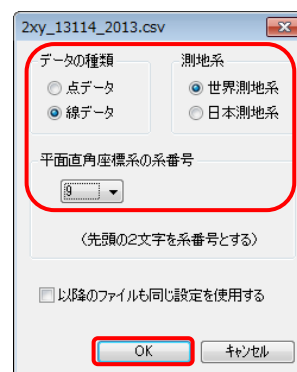 2xy_13114_2013.csv
データの種類
点データ
線データ
測地系
世界測地系
日本測地系
平面直角座標系の系番号
9
(先頭の2文字を系番号とする)
以降のファイルも同じ設定を使用する
OK
キャンセル